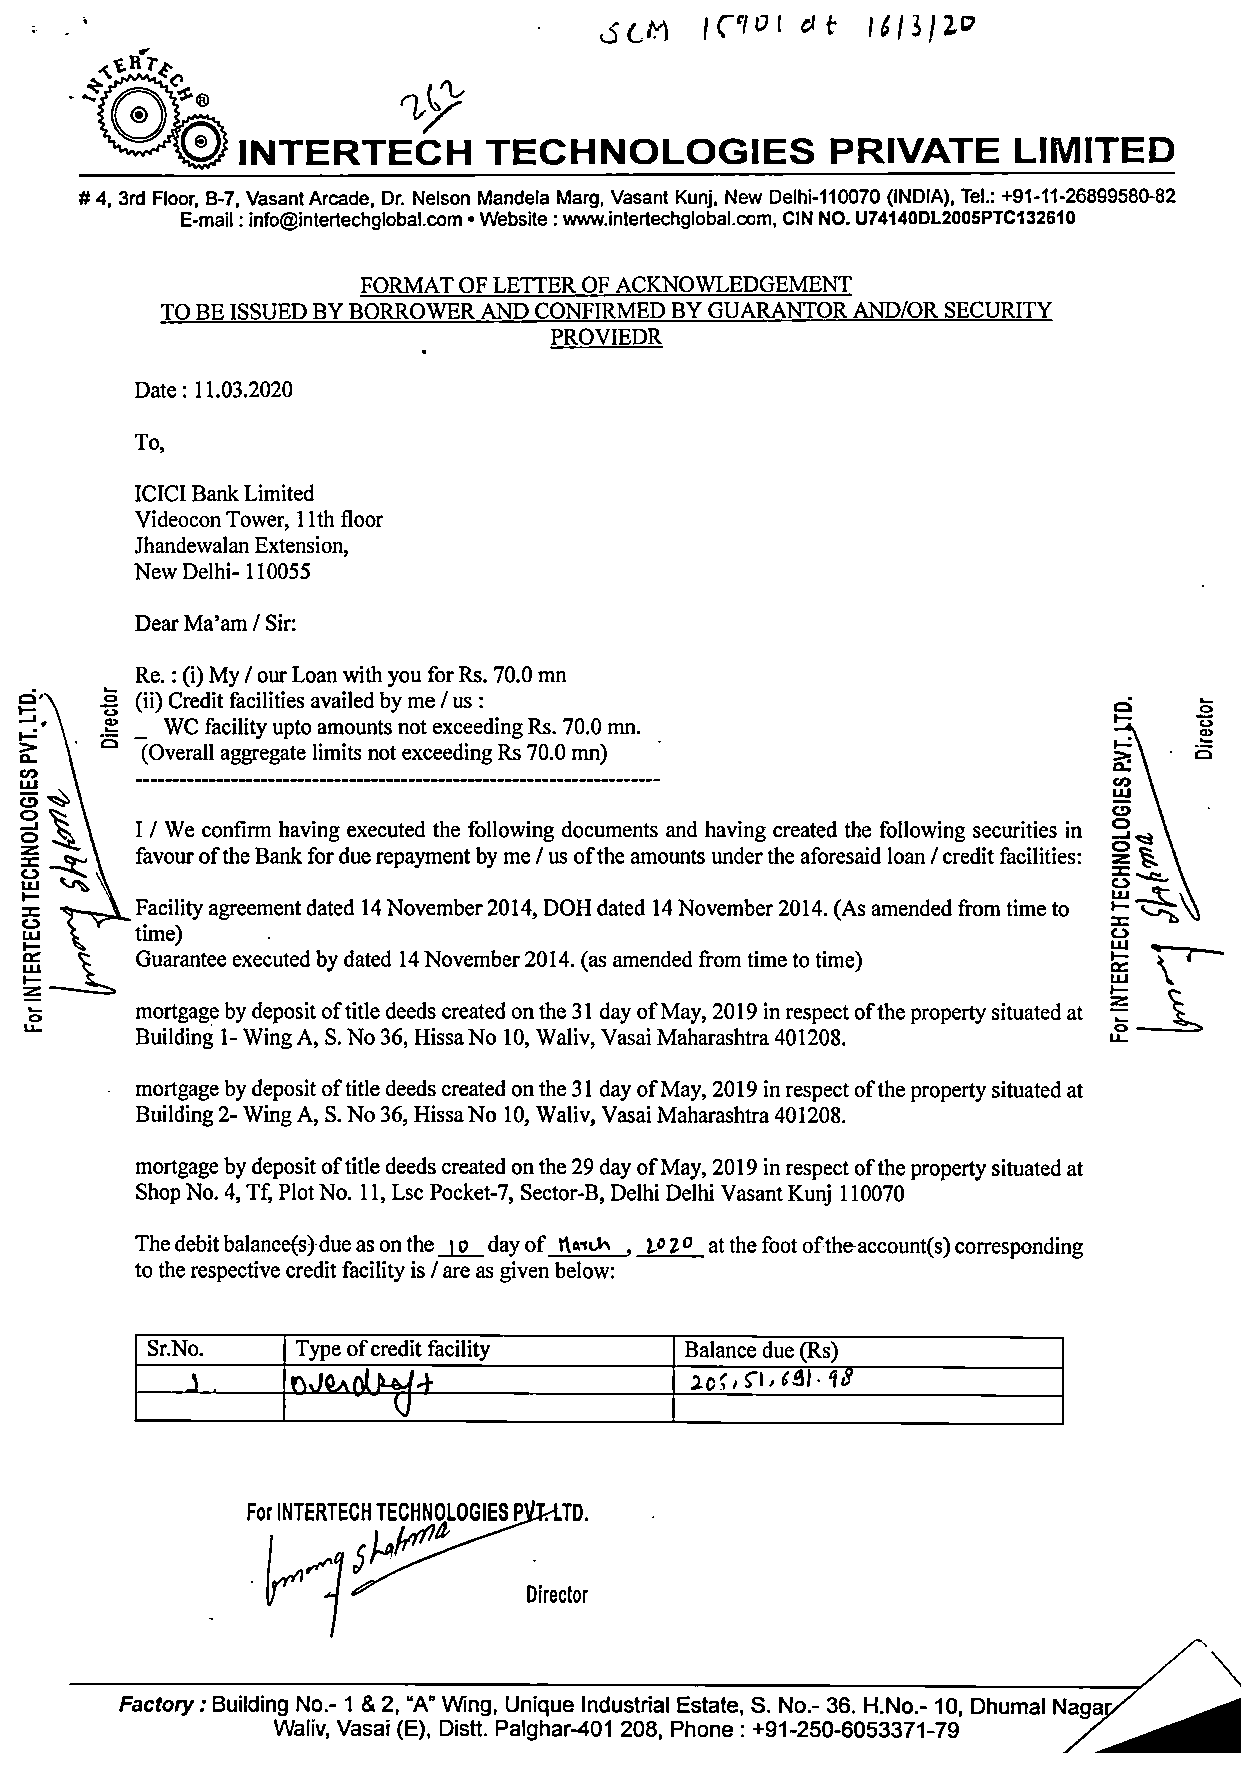 SCM 15901 dt 16/3/20
262
INTERTECH
®
INTERTECH TECHNOLOGIES PRIVATE LIMITED
# 4, 3rd Floor, B-7, Vasant Arcade, Dr. Nelson Mandela Marg, Vasant Kunj, New Delhi-110070 (INDIA), Tel.: +91-11-26899580-82
E-mail : info@intertechglobal.com • Website : www.intertechglobal.com, CIN NO. U74140DL2005PTC132610
FORMAT OF LETTER OF ACKNOWLEDGEMENT
TO BE ISSUED BY BORROWER AND CONFIRMED BY GUARANTOR AND/OR SECURITY
PROVIEDR
Date : 11.03.2020
To,
ICICI Bank Limited
Videocon Tower, 11th floor
Jhandewalan Extension,
New Delhi- 110055
Dear Ma'am / Sir:
Re. : (i) My / our Loan with you for Rs. 70.0 mn
(ii) Credit facilities availed by me / us :
_ WC facility upto amounts not exceeding Rs. 70.0 mn.
(Overall aggregate limits not exceeding Rs 70.0 mn)
------------------------------------------------------------------------
I / We confirm having executed the following documents and having created the following securities in
favour of the Bank for due repayment by me / us of the amounts under the aforesaid loan / credit facilities:
Facility agreement dated 14 November 2014, DOH dated 14 November 2014. (As amended from time to
time)
Guarantee executed by dated 14 November 2014. (as amended from time to time)
mortgage by deposit of title deeds created on the 31 day of May, 2019 in respect of the property situated at
Building 1- Wing A, S. No 36, Hissa No 10, Waliv, Vasai Maharashtra 401208.
mortgage by deposit of title deeds created on the 31 day of May, 2019 in respect of the property situated at
Building 2- Wing A, S. No 36, Hissa No 10, Waliv, Vasai Maharashtra 401208.
mortgage by deposit of title deeds created on the 29 day of May, 2019 in respect of the property situated at
Shop No. 4, Tf, Plot No. 11, Lsc Pocket-7, Sector-B, Delhi Delhi Vasant Kunj 110070
The debit balance(s) due as on the 10 day of March , 2020 at the foot of the account(s) corresponding
to the respective credit facility is / are as given below:
Sr.No. Type of credit facility Balance due (Rs)
1. Overdraft
For INTERTECH TECHNOLOGIES PVT. LTD.
Sharma
Director
For INTERTECH TECHNOLOGIES PVT. LTD.
Sharma
Director
For INTERTECH TECHNOLOGIES PVT. LTD.
Sharma
Director
Factory : Building No.- 1 & 2, "A" Wing, Unique Industrial Estate, S. No.- 36. H.No.- 10, Dhumal Nagar
Waliv, Vasai (E), Distt. Palghar-401 208, Phone : +91-250-6053371-79